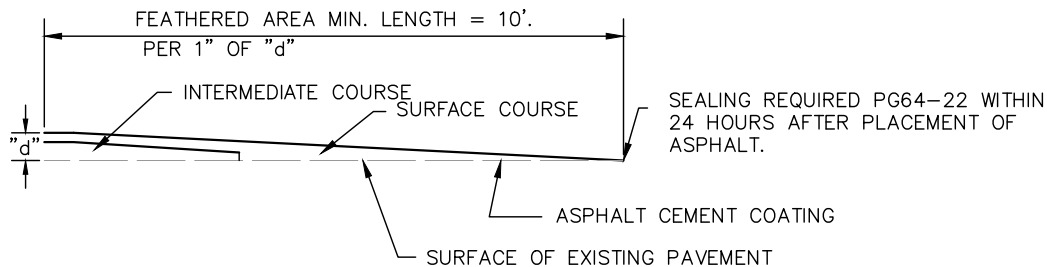 FEATHERED AREA MIN. LENGTH = 10'.
PER 1" OF "d"
INTERMEDIATE COURSE
SURFACE COURSE
SEALING REQUIRED PG64-22 WITHIN
24 HOURS AFTER PLACEMENT OF
ASPHALT.
"d"
ASPHALT CEMENT COATING
SURFACE OF EXISTING PAVEMENT